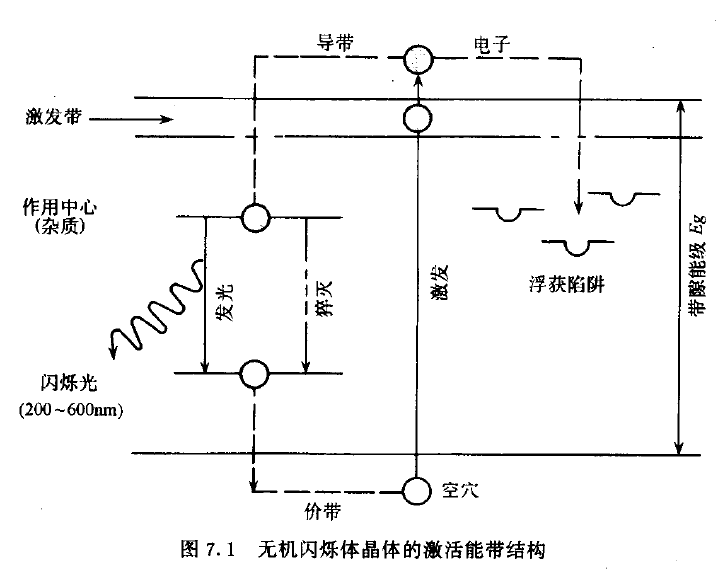 导带
电子
激发带
作用中心
(杂质)
发光
猝灭
激发
浮获陷阱
带隙能级 Eg
闪烁光
(200~600nm)
空穴
价带
图 7.1 无机闪烁体晶体的激活能带结构